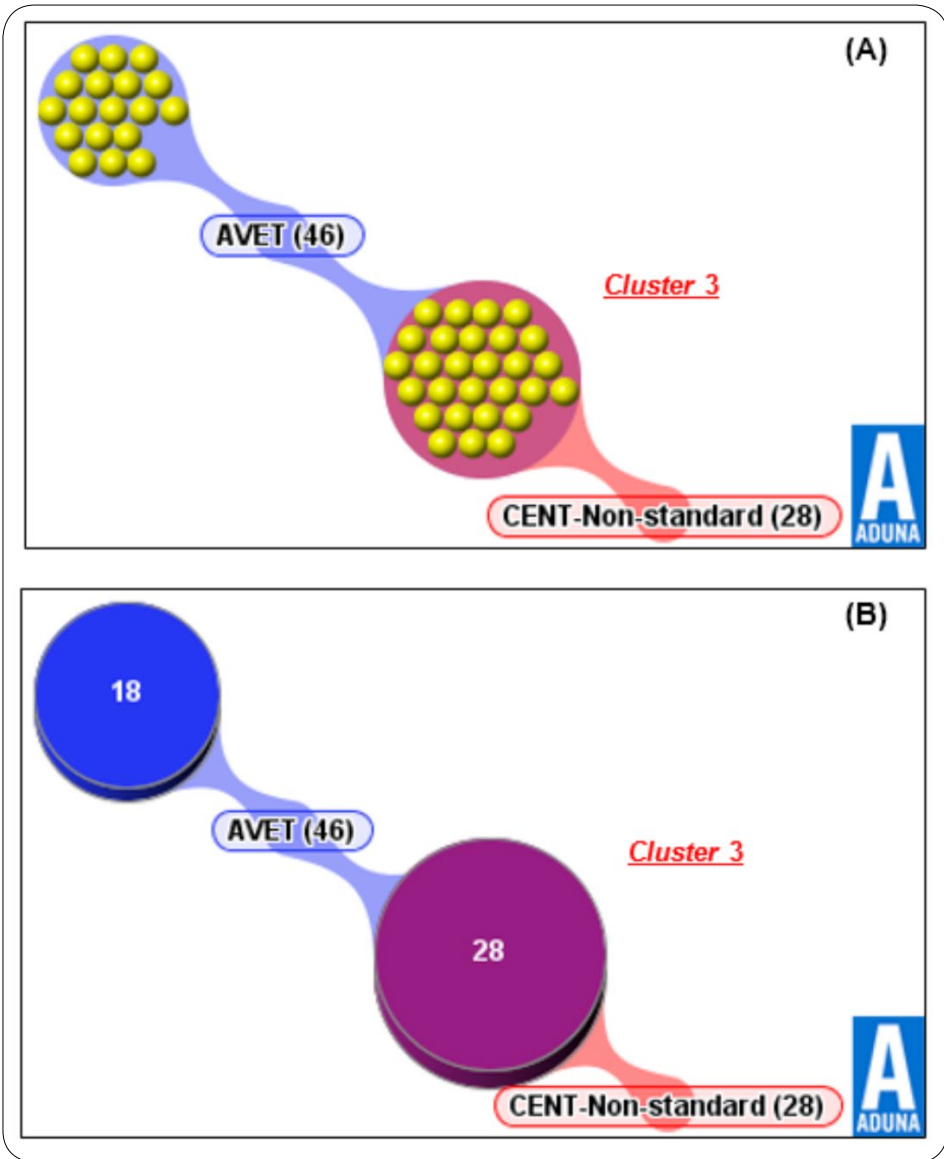 (A)
AVET (46)
Cluster 3
CENT-Non-standard (28)
A
ADUNA
(B)
18
AVET (46)
Cluster 3
28
CENT-Non-standard (28)
A
ADUNA